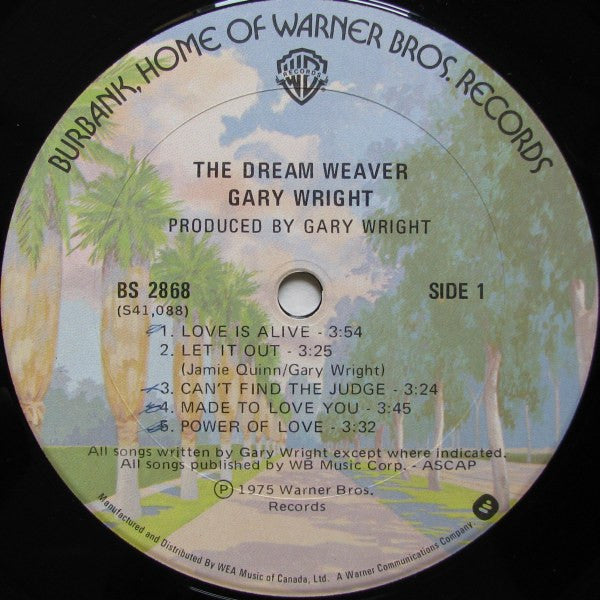 BURBANK, HOME OF WARNER BROS. RECORDS
RECORDS
THE DREAM WEAVER
GARY WRIGHT
PRODUCED BY GARY WRIGHT
BS 2868
(S41,088)
SIDE 1
1. LOVE IS ALIVE - 3:54
2. LET IT OUT - 3:25
(Jamie Quinn/Gary Wright)
3. CAN'T FIND THE JUDGE - 3:24
4. MADE TO LOVE YOU - 3:45
5. POWER OF LOVE - 3:32
All songs written by Gary Wright except where indicated.
All songs published by WB Music Corp. - ASCAP
Ⓟ 1975 Warner Bros.
Records
Manufactured and Distributed By WEA Music of Canada, Ltd. A Warner Communications Company.